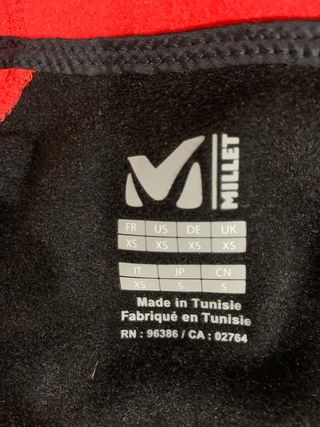 MILLET
FR US DE UK
XS XS XS XS
IT JP CN
XS S S
Made in Tunisie
Fabriqué en Tunisie
RN : 96386 / CA : 02764